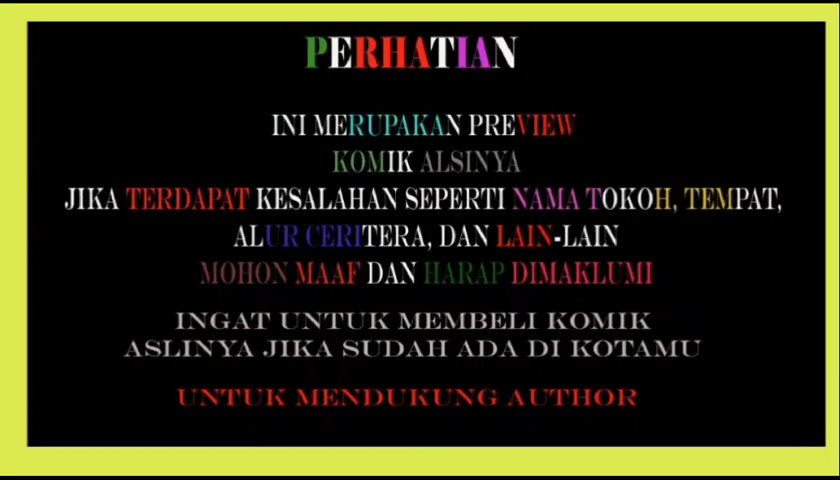 PERHATIAN
INI MERUPAKAN PREVIEW
KOMIK ALSINYA
JIKA TERDAPAT KESALAHAN SEPERTI NAMA TOKOH, TEMPAT,
ALUR CERITERA, DAN LAIN-LAIN
MOHON MAAF DAN HARAP DIMAKLUMI
INGAT UNTUK MEMBELI KOMIK
ASLINYA JIKA SUDAH ADA DI KOTAMU
UNTUK MENDUKUNG AUTHOR